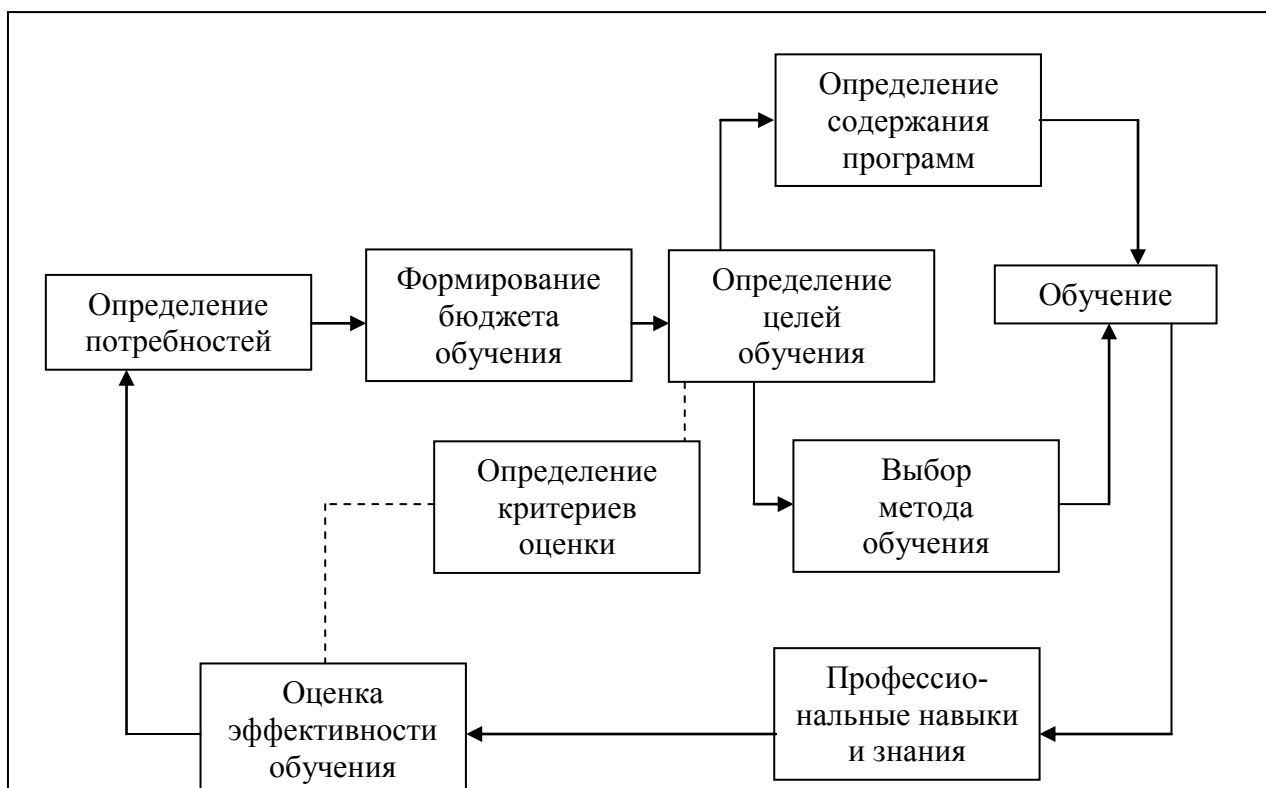 Определение
содержания
программ
Определение
потребностей
Формирование
бюджета
обучения
Определение
целей
обучения
Обучение
Определение
критериев
оценки
Выбор
метода
обучения
Оценка
эффективности
обучения
Профессио-
нальные навыки
и знания